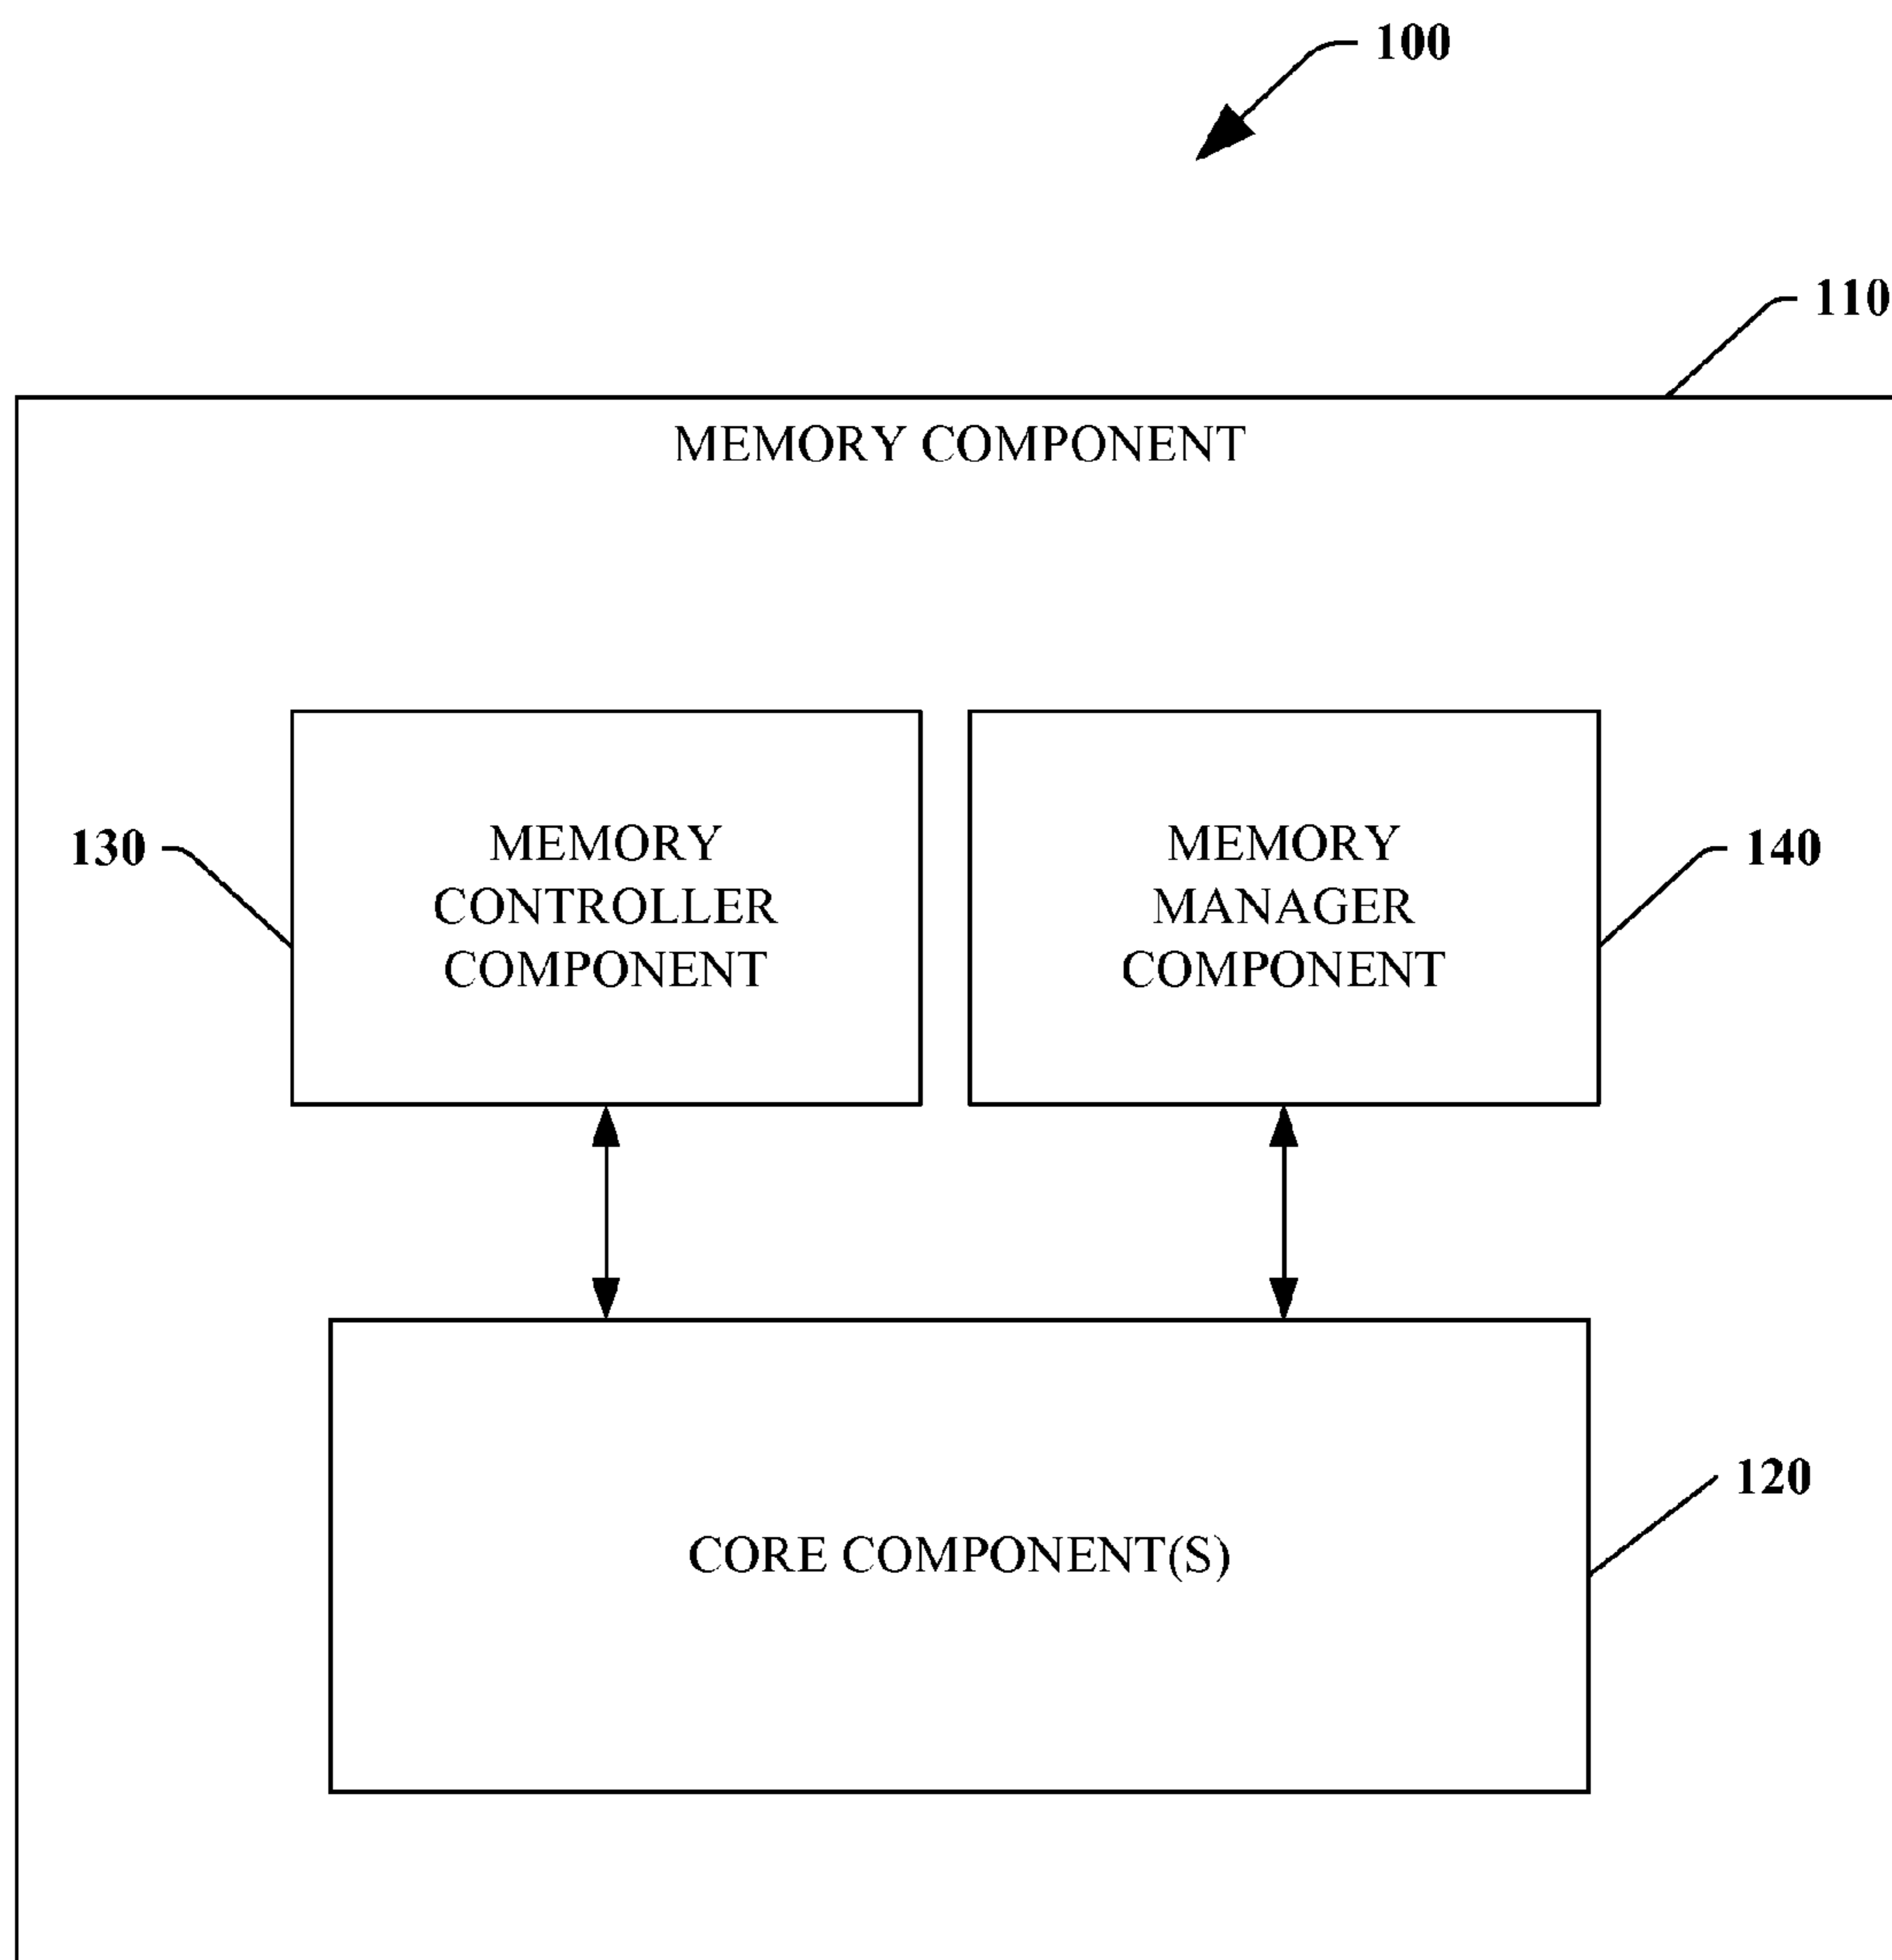 100
110
MEMORY COMPONENT
130
MEMORY
CONTROLLER
COMPONENT
MEMORY
MANAGER
COMPONENT
140
120
CORE COMPONENT(S)